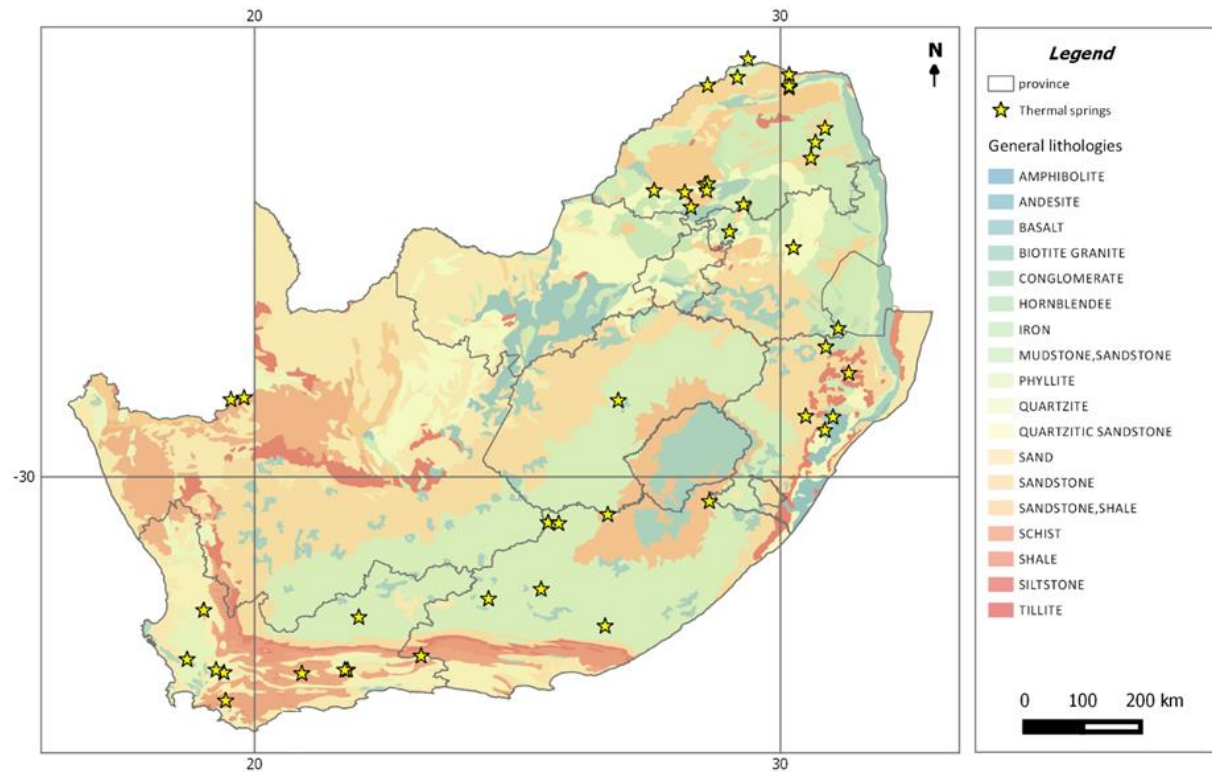 20
30
N
-30
20
30
Legend
province
Thermal springs
General lithologies
AMPHIBOLITE
ANDESITE
BASALT
BIOTITE GRANITE
CONGLOMERATE
HORNBLENDEE
IRON
MUDSTONE,SANDSTONE
PHYLLITE
QUARTZITE
QUARTZITIC SANDSTONE
SAND
SANDSTONE
SANDSTONE,SHALE
SCHIST
SHALE
SILTSTONE
TILLITE
0 100 200 km